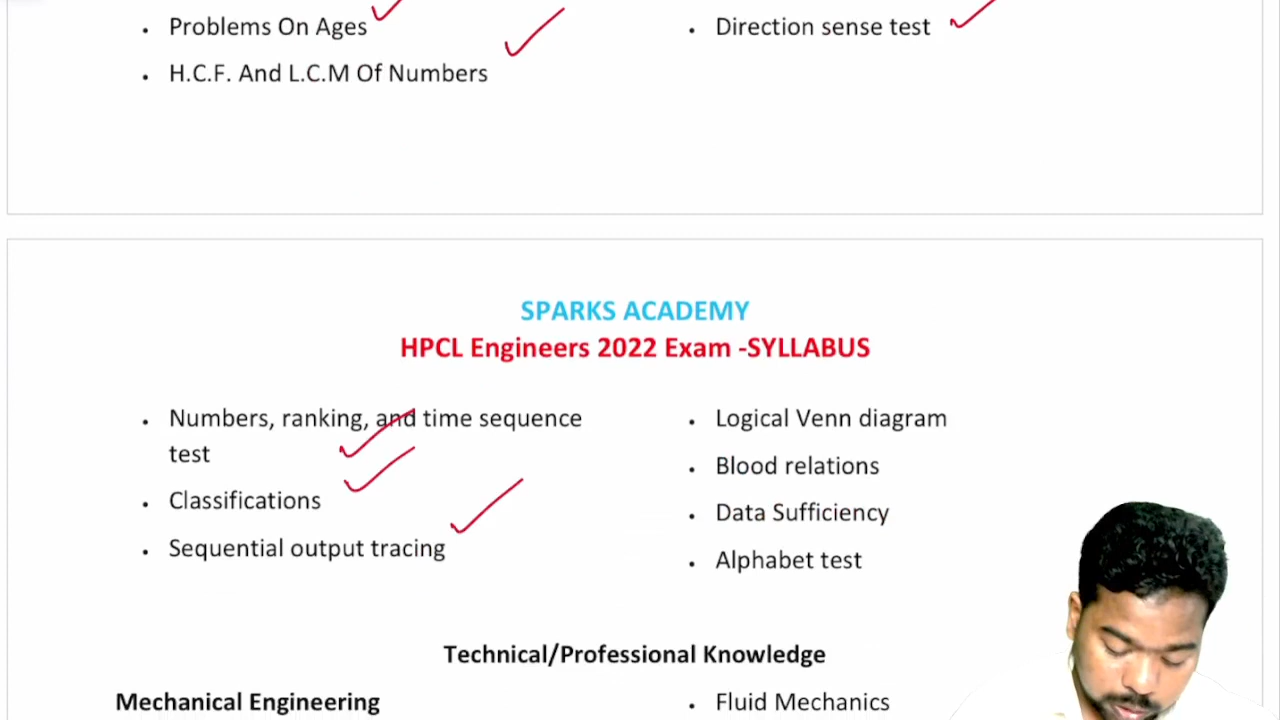 Problems On Ages
H.C.F. And L.C.M Of Numbers
Direction sense test
SPARKS ACADEMY
HPCL Engineers 2022 Exam -SYLLABUS
Numbers, ranking, and time sequence
test
Classifications
Sequential output tracing
Logical Venn diagram
Blood relations
Data Sufficiency
Alphabet test
Technical/Professional Knowledge
Mechanical Engineering
Fluid Mechanics